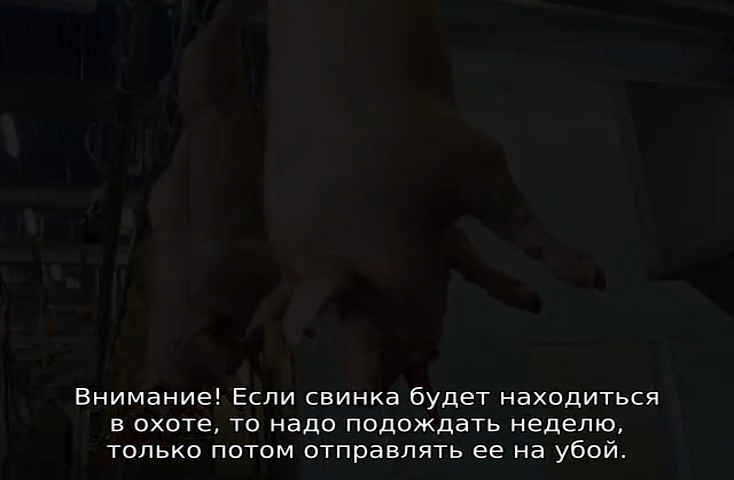 Внимание! Если свинка будет находиться
в охоте, то надо подождать неделю,
только потом отправлять ее на убой.